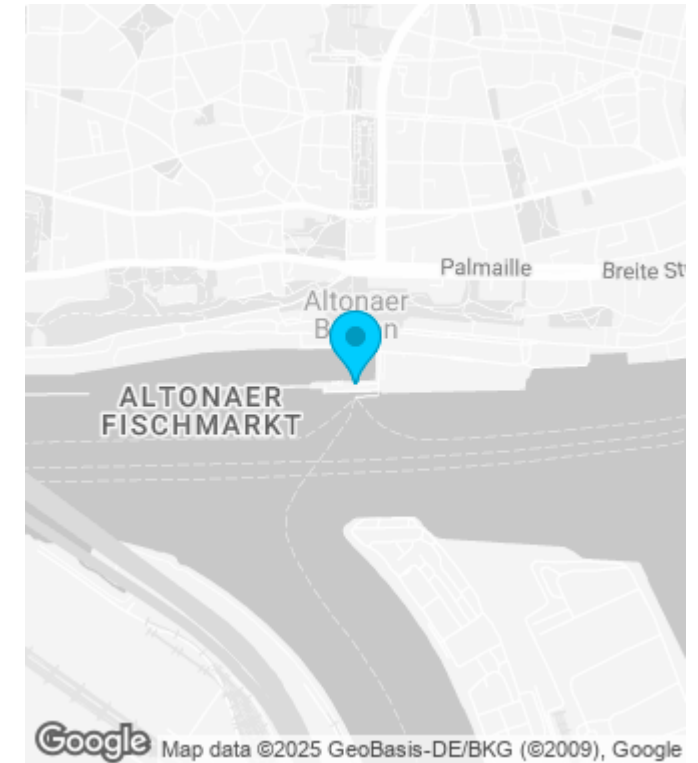 Palmaille
Breite St
Altonaer
B n
ALTONAER
FISCHMARKT
Google Map data ©2025 GeoBasis-DE/BKG (©2009), Google